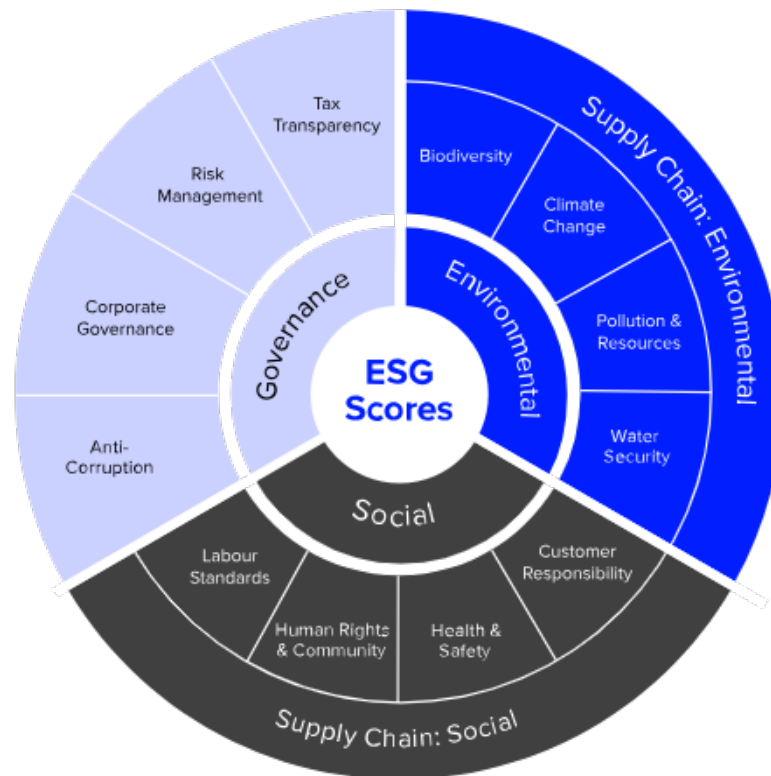 ESG
Scores
Governance
Tax
Transparency
Risk
Management
Corporate
Governance
Anti-
Corruption
Environmental
Biodiversity
Climate
Change
Pollution &
Resources
Water
Security
Supply Chain: Environmental
Social
Labour
Standards
Human Rights
& Community
Health &
Safety
Customer
Responsibility
Supply Chain: Social